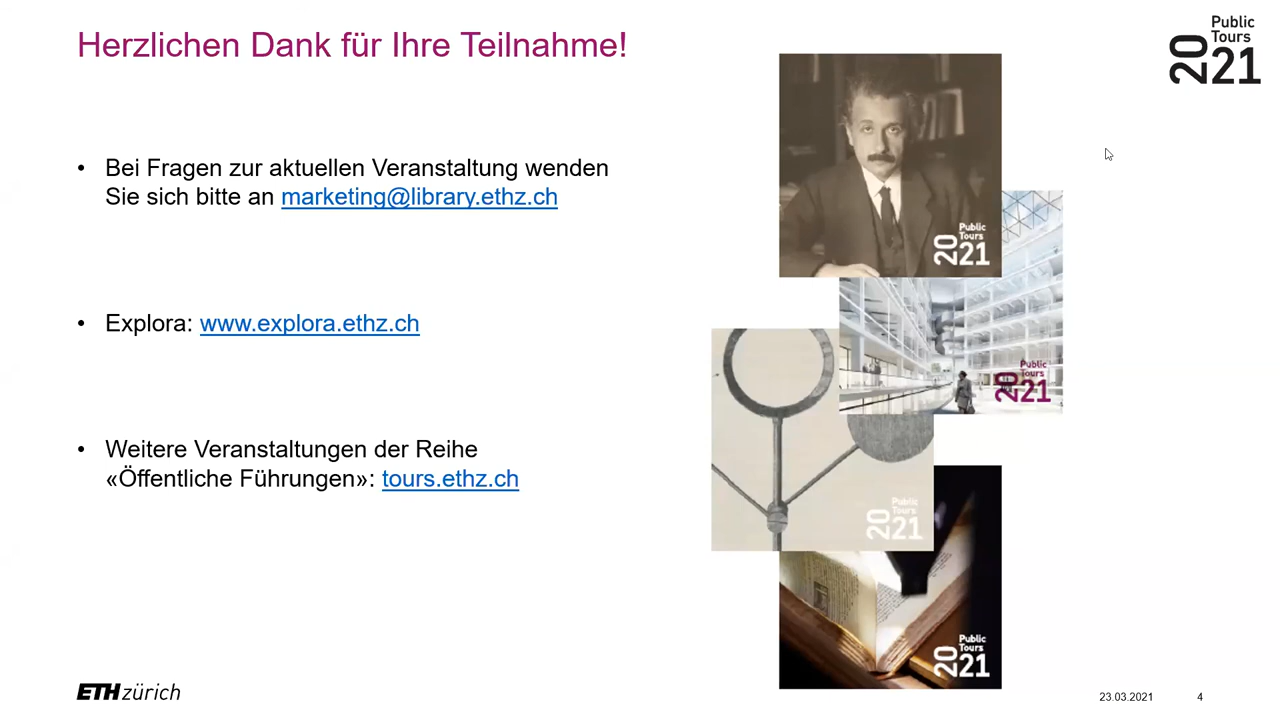 Herzlichen Dank für Ihre Teilnahme!
Public
Tours
2021
• Bei Fragen zur aktuellen Veranstaltung wenden
Sie sich bitte an marketing@library.ethz.ch
• Explora: www.explora.ethz.ch
• Weitere Veranstaltungen der Reihe
«Öffentliche Führungen»: tours.ethz.ch
Public
Tours
2021
Public
Tours
2021
Public
Tours
2021
Public
Tours
2021
ETH zürich
23.03.2021 4